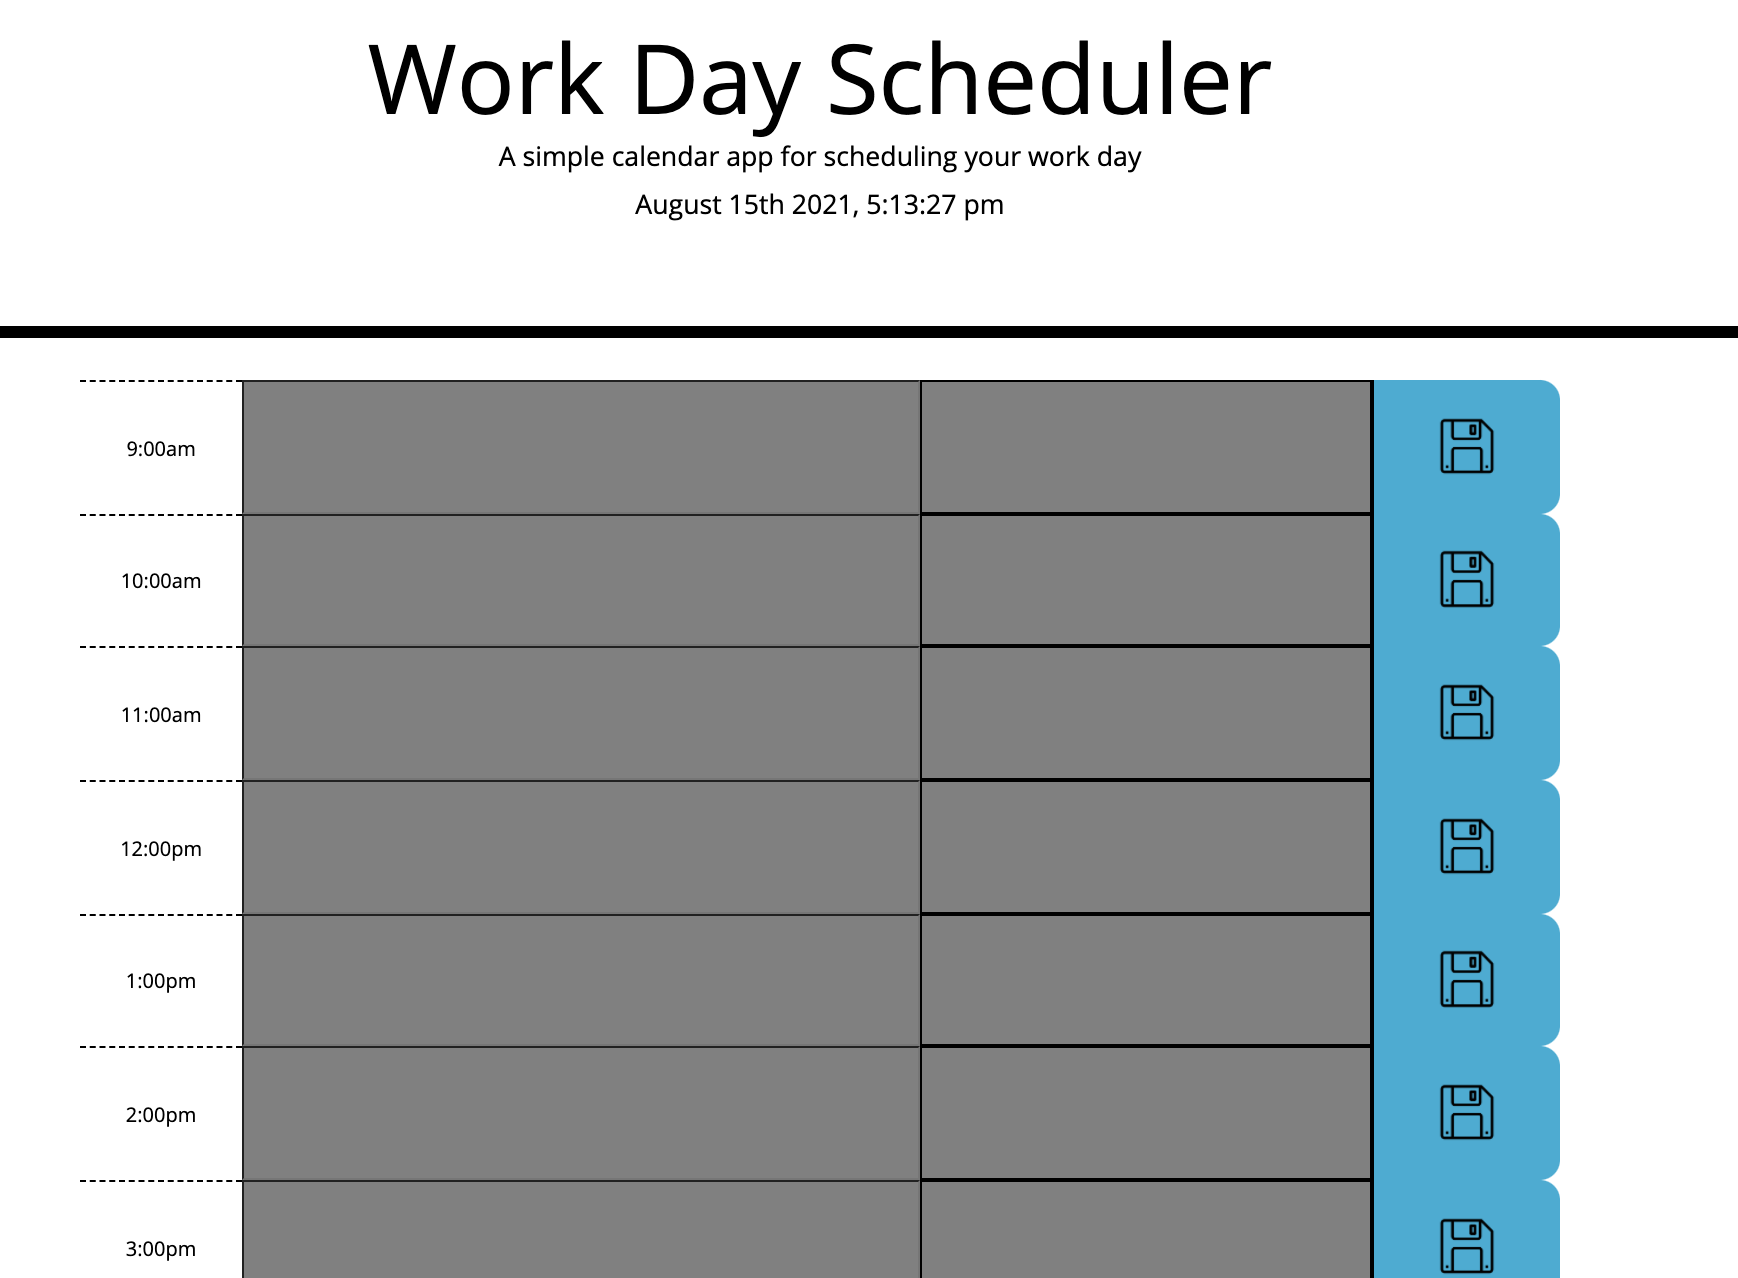 Work Day Scheduler
A simple calendar app for scheduling your work day
August 15th 2021, 5:13:27 pm
9:00am
10:00am
11:00am
12:00pm
1:00pm
2:00pm
3:00pm